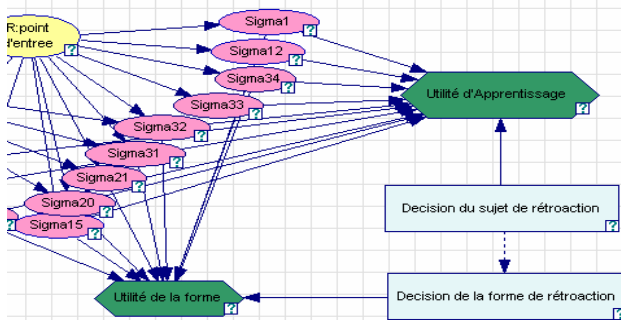 R:point
d'entree
?
Sigma1
?
Sigma12
?
Sigma34
?
Sigma33
?
Sigma32
?
Sigma31
?
Sigma21
?
Sigma20
?
Sigma15
?
?
Utilité d'Apprentissage
?
Decision du sujet de rétroaction
?
Utilité de la forme
?
Decision de la forme de rétroaction
?